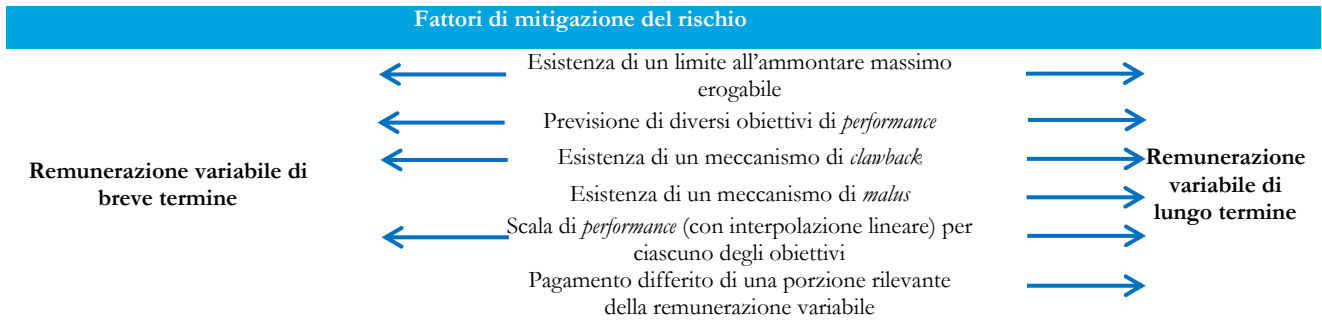 Fattori di mitigazione del rischio
Esistenza di un limite all'ammontare massimo
erogabile
Previsione di diversi obiettivi di performance
Esistenza di un meccanismo di clawback
Esistenza di un meccanismo di malus
Scala di performance (con interpolazione lineare) per
ciascuno degli obiettivi
Pagamento differito di una porzione rilevante
della remunerazione variabile
Remunerazione variabile di
breve termine
Remunerazione
variabile di
lungo termine